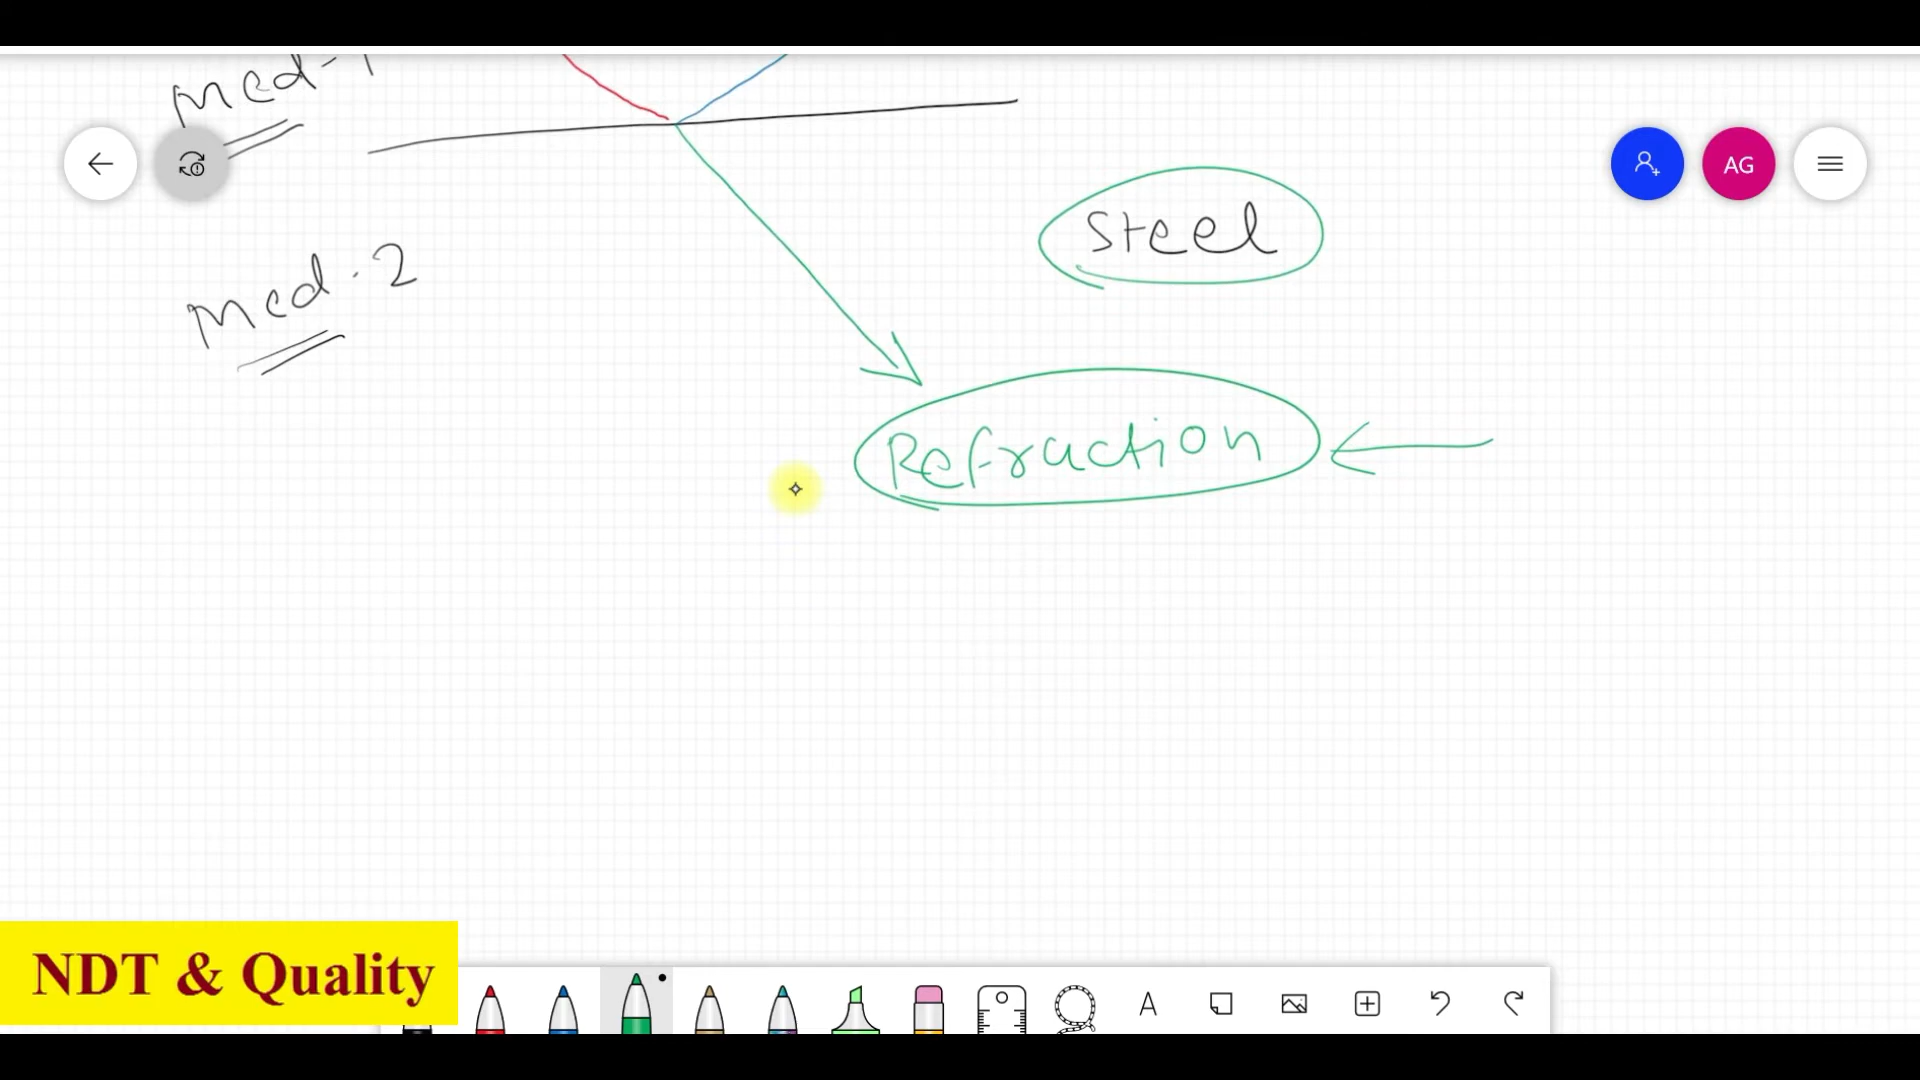 Med-1
AG
Steel
Med-2
Refraction
NDT & Quality
A